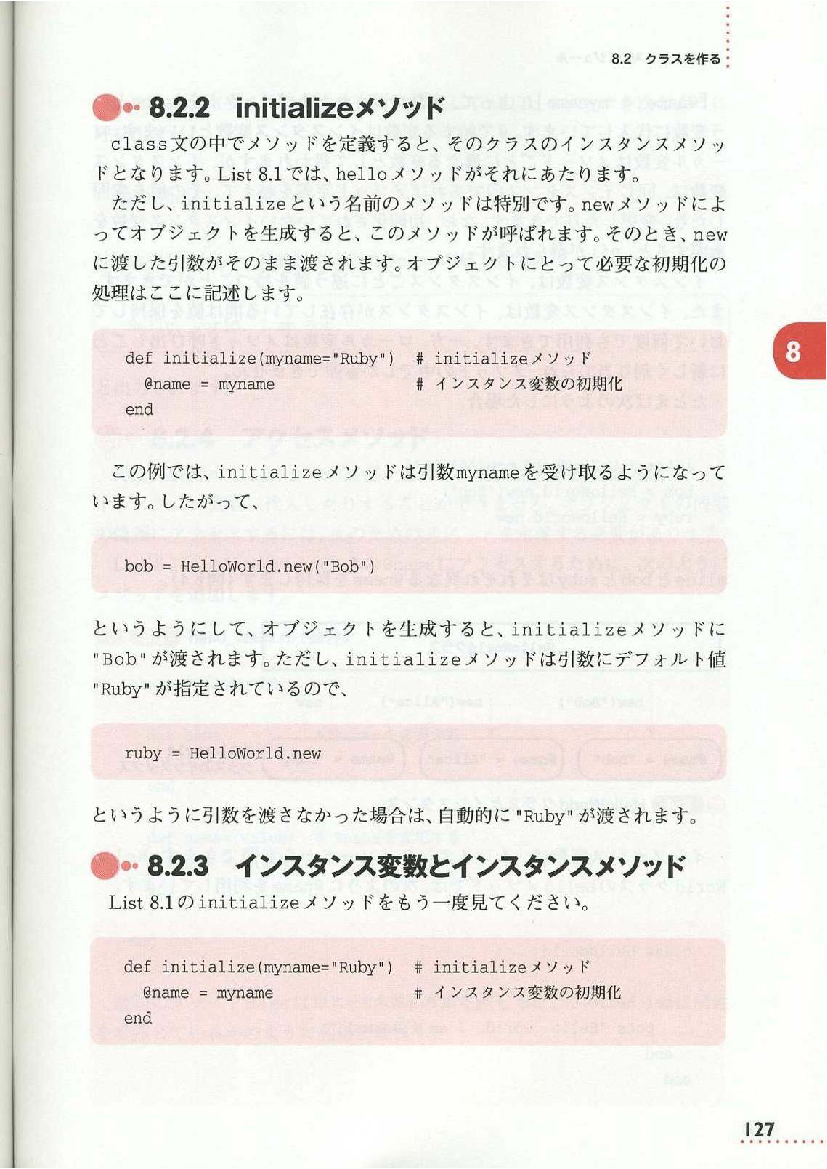 8.2 クラスを作る
8.2.2 initializeメソッド
class文の中でメソッドを定義すると、そのクラスのインスタンスメソッ
ドとなります。List 8.1では、helloメソッドがそれにあたります。
ただし、initializeという名前のメソッドは特別です。newメソッドによ
ってオブジェクトを生成すると、このメソッドが呼ばれます。そのとき、new
に渡した引数がそのまま渡されます。オブジェクトにとって必要な初期化の
処理はここに記述します。
8
def initialize(myname="Ruby") # initializeメソッド
@name = myname # インスタンス変数の初期化
end
この例では、initializeメソッドは引数mynameを受け取るようになって
います。したがって、
bob = HelloWorld.new("Bob")
というようにして、オブジェクトを生成すると、initializeメソッドに
"Bob"が渡されます。ただし、initializeメソッドは引数にデフォルト値
"Ruby"が指定されているので、
ruby = HelloWorld.new
というように引数を渡さなかった場合は、自動的に"Ruby"が渡されます。
8.2.3 インスタンス変数とインスタンスメソッド
List 8.1のinitializeメソッドをもう一度見てください。
def initialize(myname="Ruby") # initializeメソッド
@name = myname # インスタンス変数の初期化
end
127